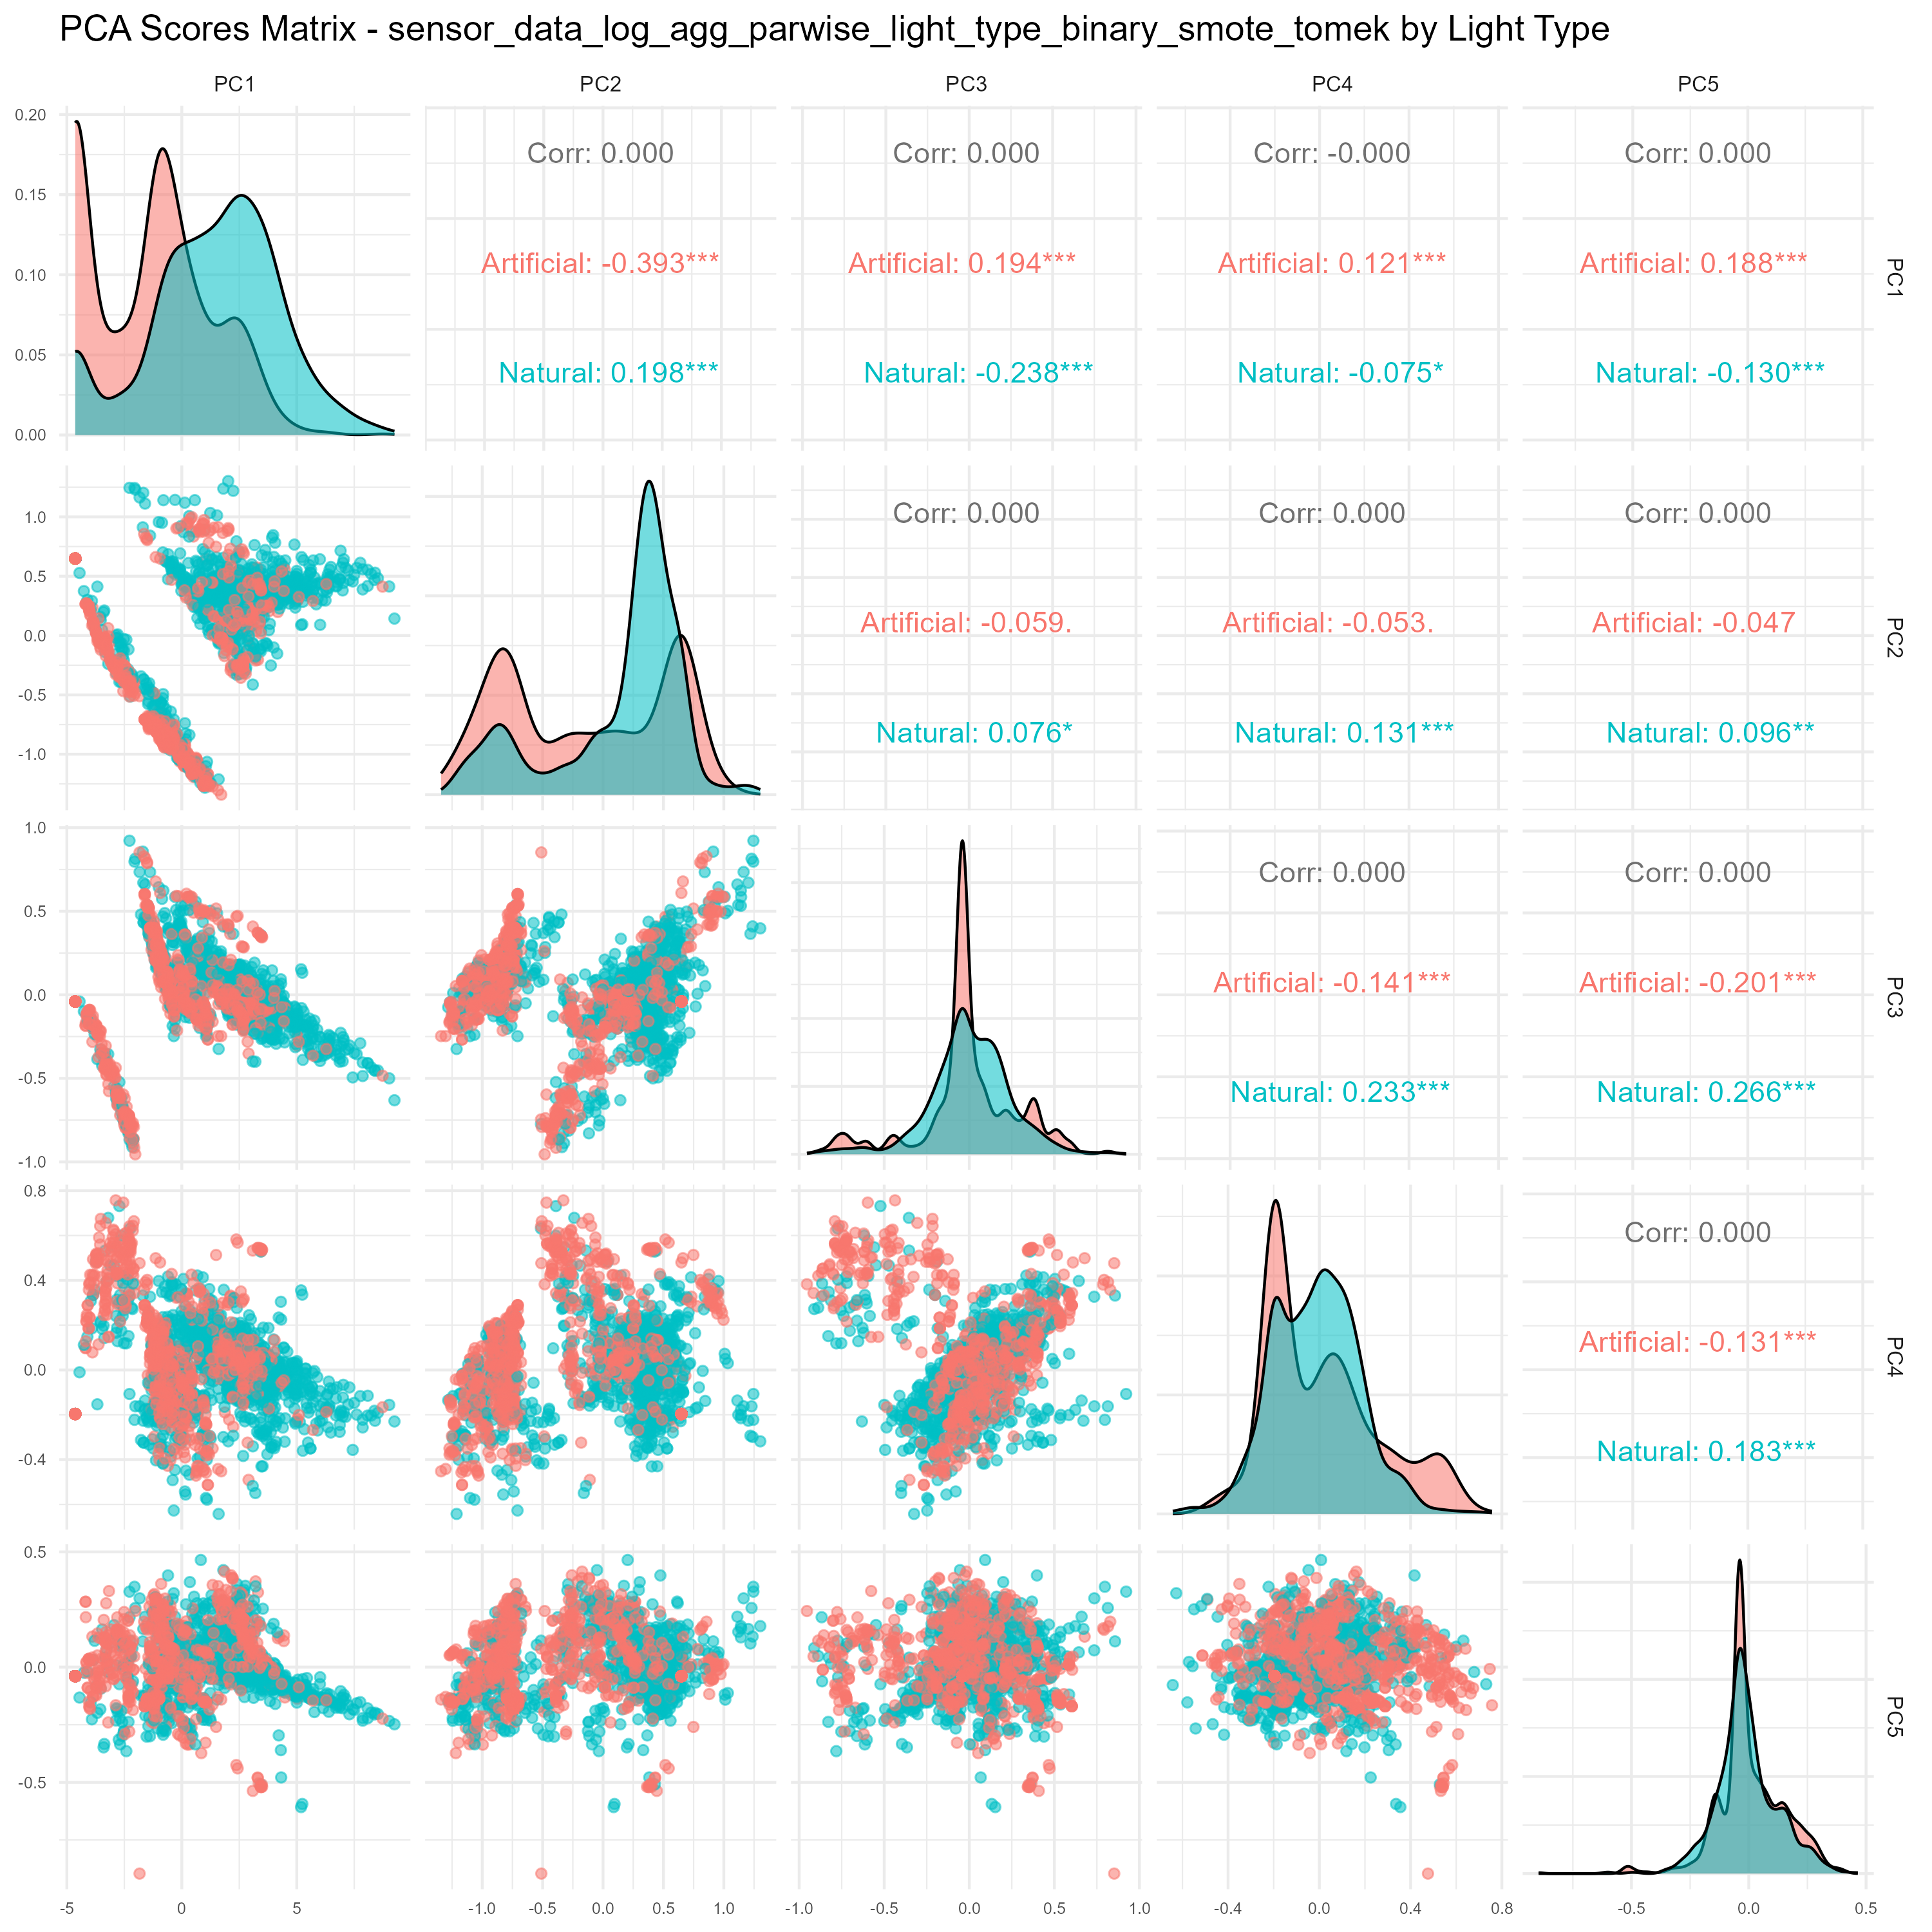 PCA Scores Matrix - sensor_data_log_agg_parwise_light_type_binary_smote_tomek by Light Type
PC1 PC2 PC3 PC4 PC5
0.20
0.15
0.10
0.05
0.00
Corr: 0.000
Artificial: -0.393***
Natural: 0.198***
Corr: 0.000
Artificial: 0.194***
Natural: -0.238***
Corr: -0.000
Artificial: 0.121***
Natural: -0.075*
Corr: 0.000
Artificial: 0.188***
Natural: -0.130***
PC1
1.0
0.5
0.0
-0.5
-1.0
Corr: 0.000
Artificial: -0.059.
Natural: 0.076*
Corr: 0.000
Artificial: -0.053.
Natural: 0.131***
Corr: 0.000
Artificial: -0.047
Natural: 0.096**
PC2
1.0
0.5
0.0
-0.5
-1.0
Corr: 0.000
Artificial: -0.141***
Natural: 0.233***
Corr: 0.000
Artificial: -0.201***
Natural: 0.266***
PC3
0.8
0.4
0.0
-0.4
Corr: 0.000
Artificial: -0.131***
Natural: 0.183***
PC4
0.5
0.0
-0.5
PC5
-5 0 5
-1.0 -0.5 0.0 0.5 1.0
-1.0 -0.5 0.0 0.5 1.0
-0.4 0.0 0.4 0.8
-0.5 0.0 0.5